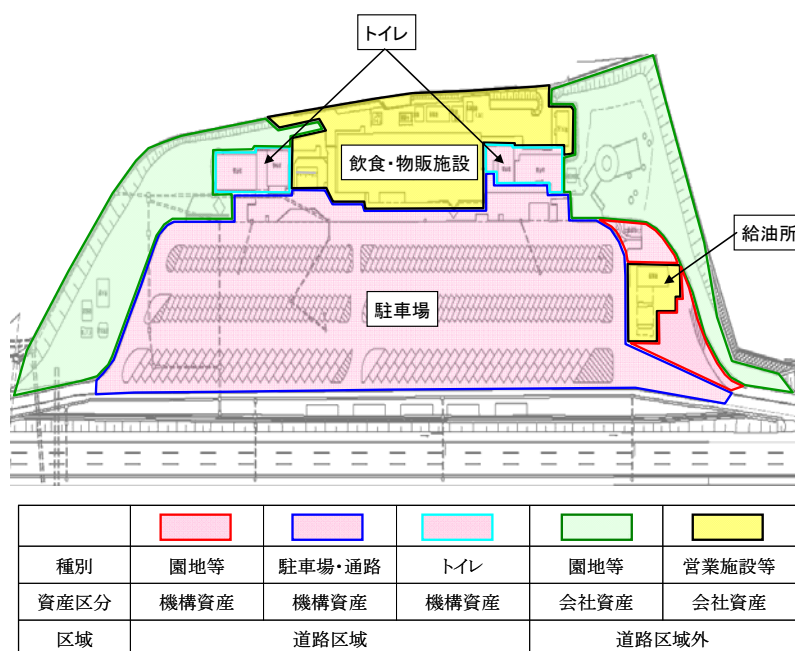 トイレ
飲食・物販施設
給油所
駐車場
種別 園地等 駐車場・通路 トイレ 園地等 営業施設等
資産区分 機構資産 機構資産 機構資産 会社資産 会社資産
区域 道路区域 道路区域外